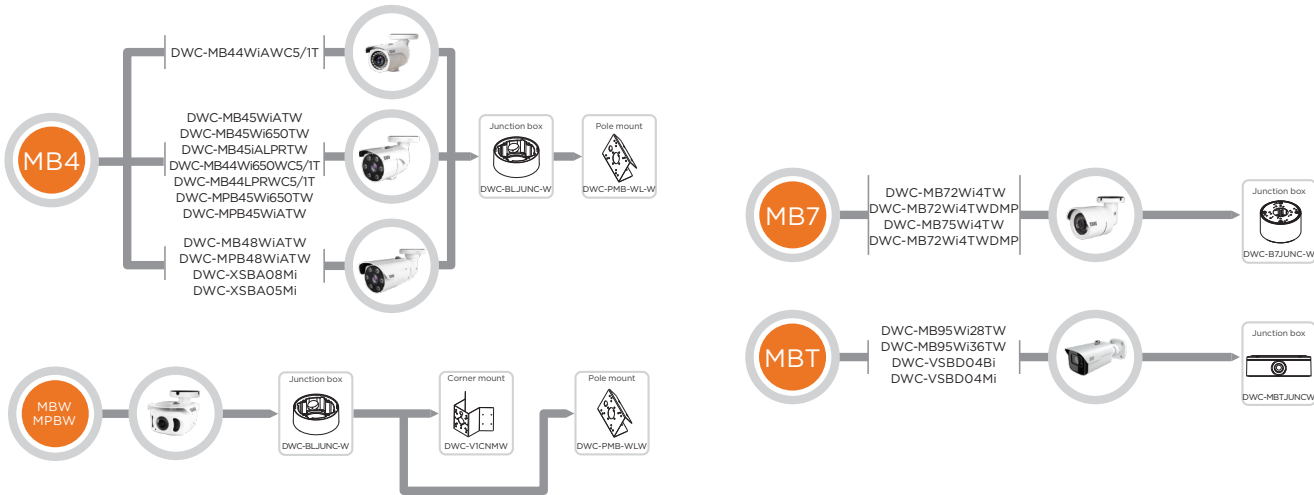 MB4
DWC-MB44WiAWC5/1T
DWC-MB45WiATW
DWC-MB45Wi650TW
DWC-MB45iALPRTW
DWC-MB44Wi650WC5/1T
DWC-MB44LPRWC5/1T
DWC-MPB45Wi650TW
DWC-MPB45WiATW
DWC-MB48WiATW
DWC-MPB48WiATW
DWC-XSBA08Mi
DWC-XSBA05Mi
Junction box
DWC-BLJUNC-W
Pole mount
DWC-PMB-WL-W
MBW
MPBW
Junction box
DWC-BLJUNC-W
Corner mount
DWC-V1CNMW
Pole mount
DWC-PMB-WLW
MB7
DWC-MB72Wi4TW
DWC-MB72Wi4TWDMP
DWC-MB75Wi4TW
DWC-MB72Wi4TWDMP
Junction box
DWC-B7JUNC-W
MBT
DWC-MB95Wi28TW
DWC-MB95Wi36TW
DWC-VSBD04Bi
DWC-VSBD04Mi
Junction box
DWC-MBTJUNCW